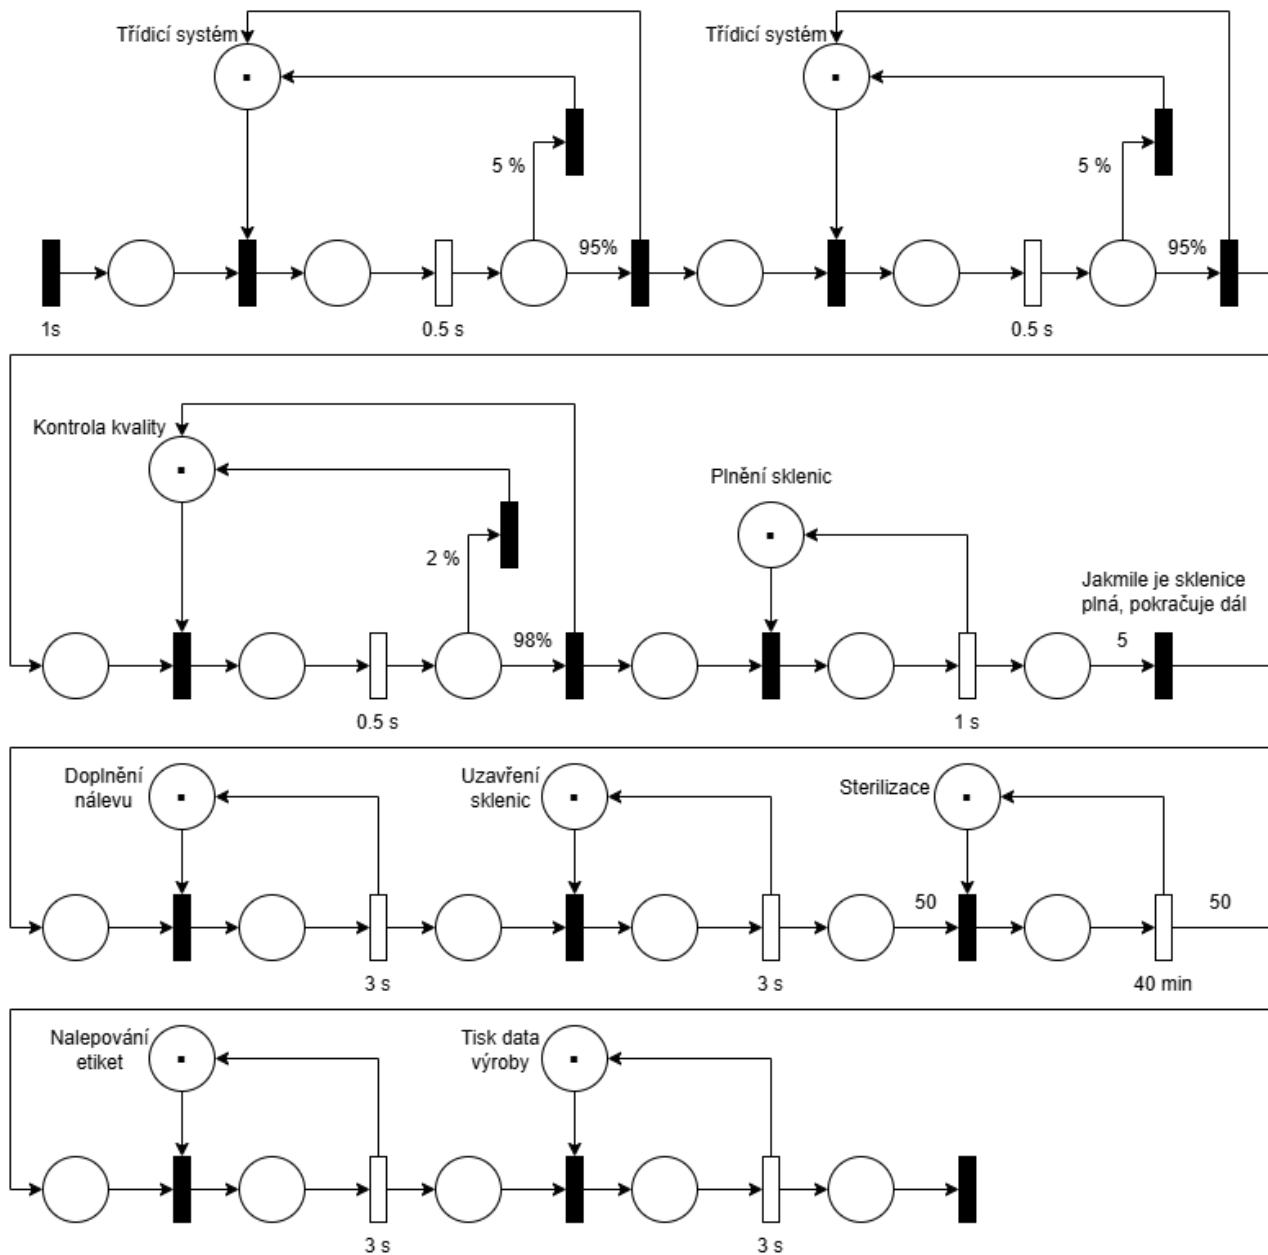 Třídicí systém
Třídicí systém
5 %
5 %
95%
95%
1s
0.5 s
0.5 s
Kontrola kvality
Plnění sklenic
2 %
Jakmile je sklenice
plná, pokračuje dál
98%
5
0.5 s
1 s
Doplnění
nálevu
Uzavření
sklenic
Sterilizace
50
50
3 s
3 s
40 min
Nalepování
etiket
Tisk data
výroby
3 s
3 s